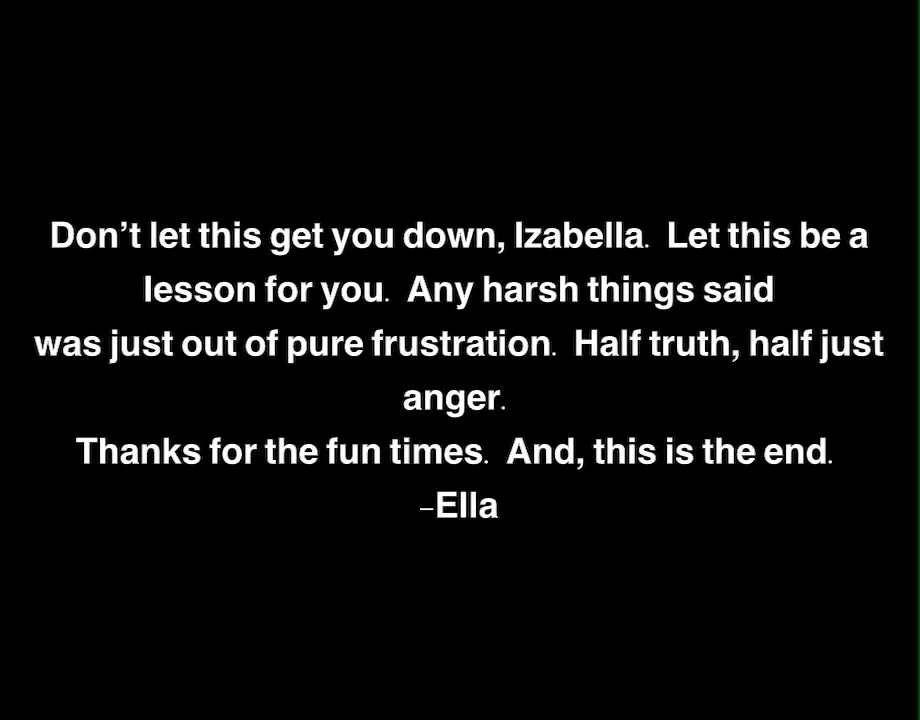 Don’t let this get you down, Izabella.  Let this be a
lesson for you.  Any harsh things said
was just out of pure frustration.  Half truth, half just
anger.
Thanks for the fun times.  And, this is the end.
–Ella